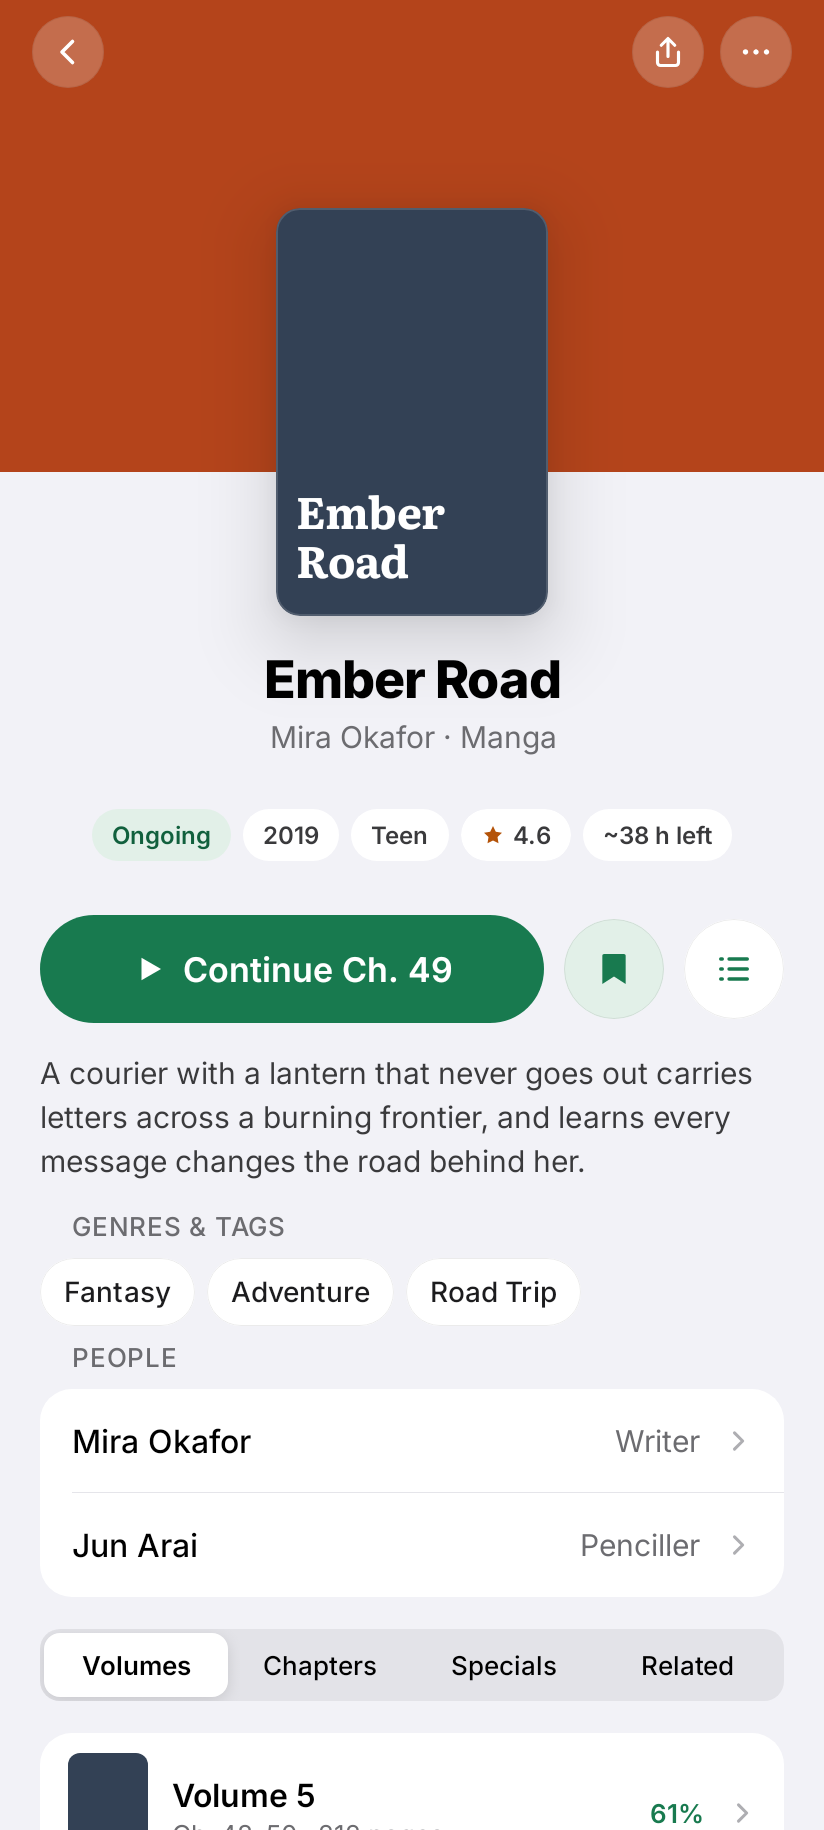 Ember
Road
Ember Road
Mira Okafor · Manga
Ongoing 2019 Teen 4.6 ~38 h left
Continue Ch. 49
A courier with a lantern that never goes out carries
letters across a burning frontier, and learns every
message changes the road behind her.
GENRES & TAGS
Fantasy Adventure Road Trip
PEOPLE
Mira Okafor Writer
Jun Arai Penciller
Volumes Chapters Specials Related
Volume 5 61%